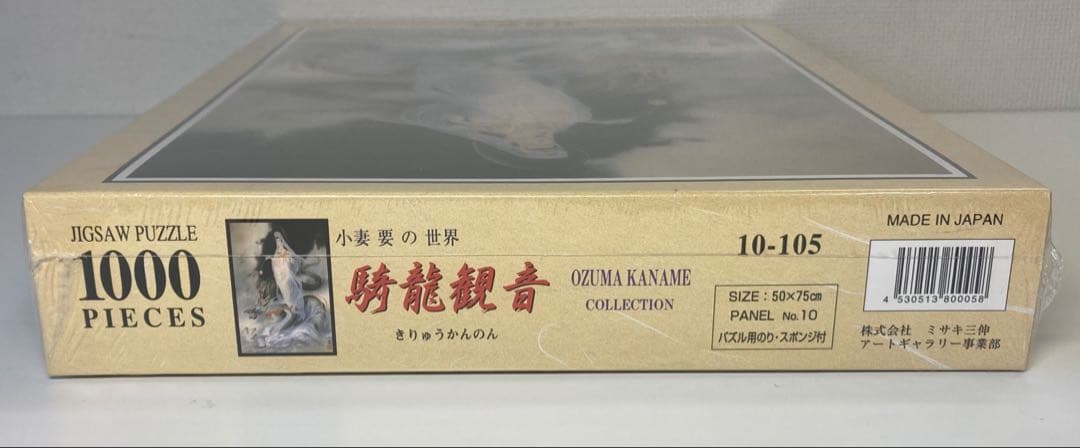 JIGSAW PUZZLE
1000
PIECES
小妻 要 の 世界
騎龍観音
きりゅうかんのん
OZUMA KANAME
COLLECTION
10-105
SIZE：50×75㎝
PANEL No.10
パズル用のり・スポンジ付
MADE IN JAPAN
4 530513 800058
株式会社 ミサキ三伸
アートギャラリー事業部